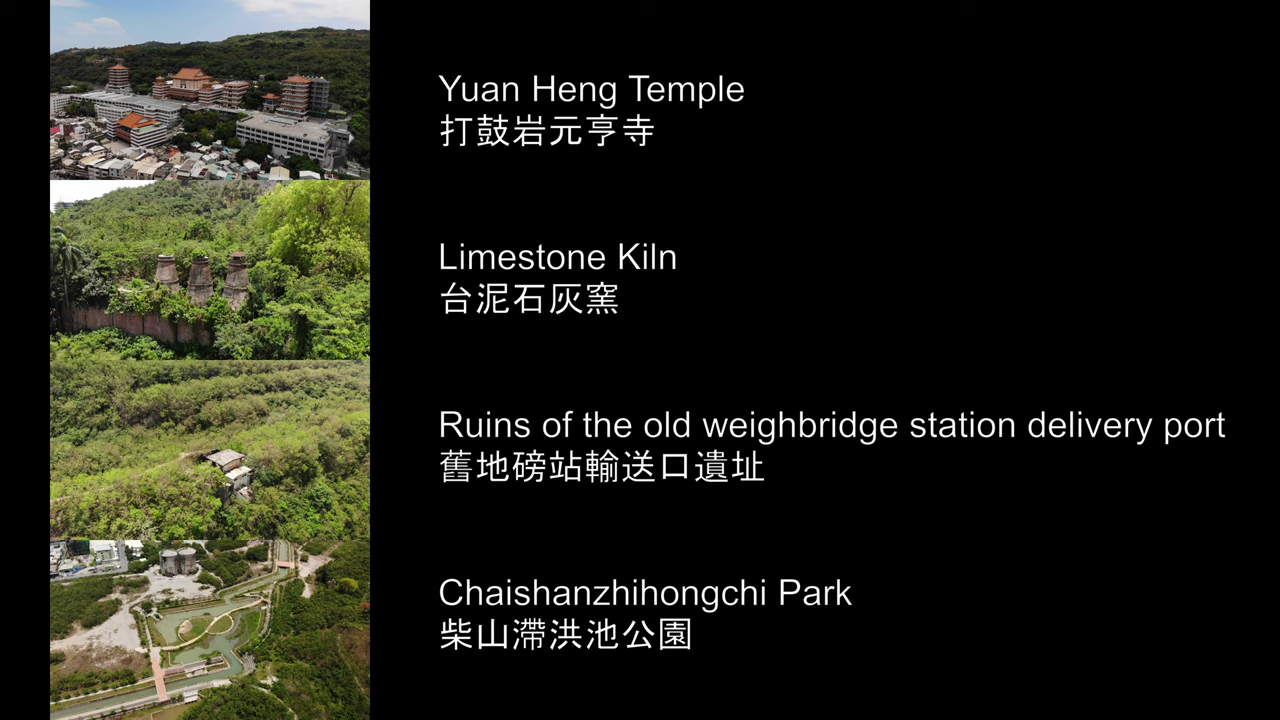 Yuan Heng Temple
打鼓岩元亨寺
Limestone Kiln
台泥石灰窯
Ruins of the old weighbridge station delivery port
舊地磅站輸送口遺址
Chaishanzhihongchi Park
柴山滯洪池公園